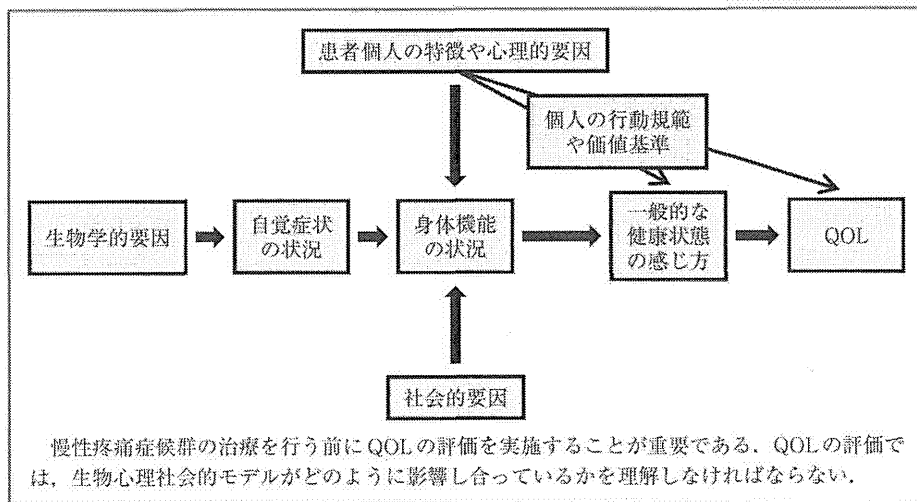 患者個人の特徴や心理的要因
個人の行動規範
や価値基準
生物学的要因
自覚症状
の状況
身体機能
の状況
一般的な
健康状態
の感じ方
QOL
社会的要因
慢性疼痛症候群の治療を行う前にQOLの評価を実施することが重要である．QOLの評価で
は，生物心理社会的モデルがどのように影響し合っているかを理解しなければならない．